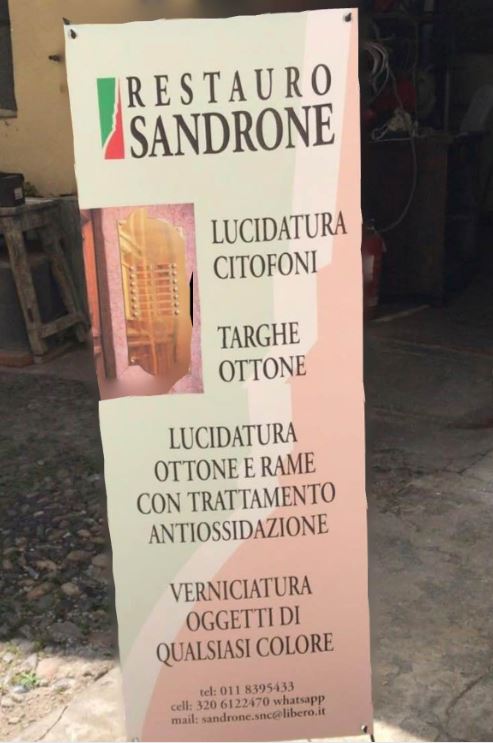 RESTAURO
SANDRONE
LUCIDATURA
CITOFONI
TARGHE
OTTONE
LUCIDATURA
OTTONE E RAME
CON TRATTAMENTO
ANTIOSSIDAZIONE
VERNICIATURA
OGGETTI DI
QUALSIASI COLORE
tel: 011 8395433
cell: 320 6122470 whatsapp
mail: sandrone.snc@libero.it